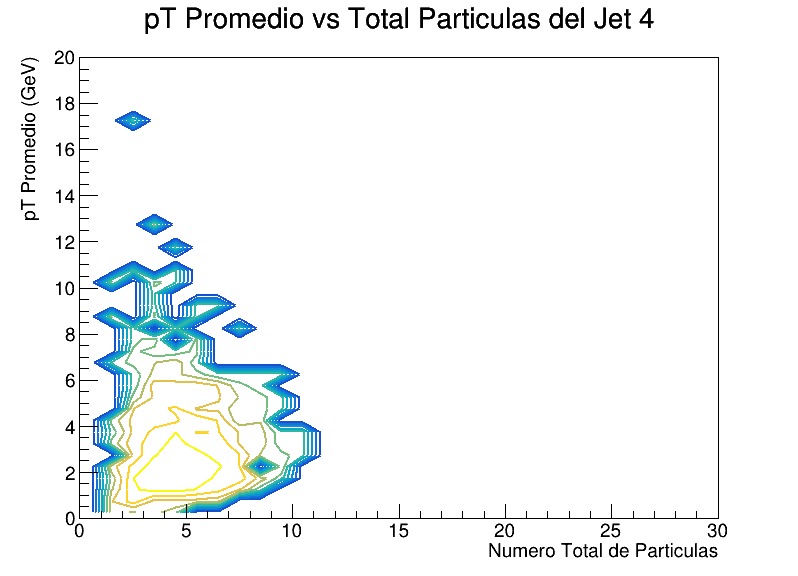 pT Promedio vs Total Particulas del Jet 4
pT Promedio (GeV)
20
18
16
14
12
10
8
6
4
2
0
0 5 10 15 20 25 30
Numero Total de Particulas